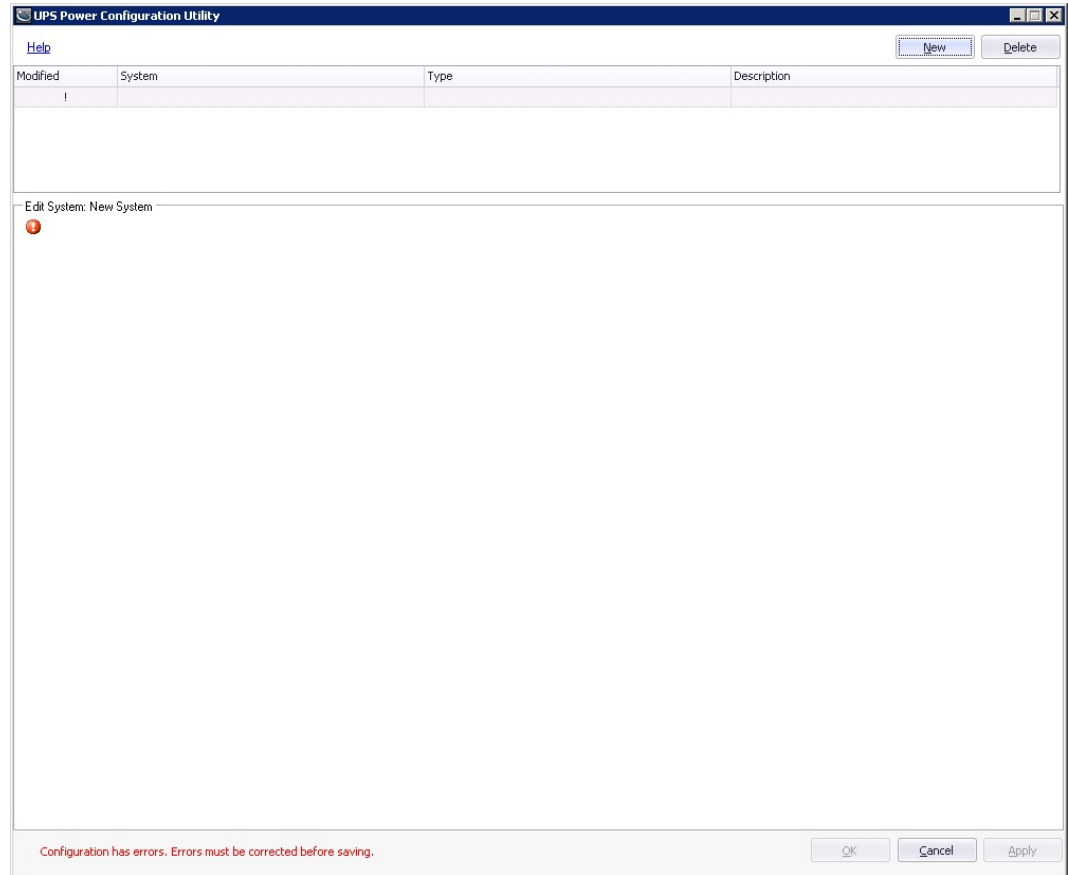 UPS Power Configuration Utility
Help New Delete
Modified System Type Description
!
Edit System: New System
Configuration has errors. Errors must be corrected before saving. OK Cancel Apply